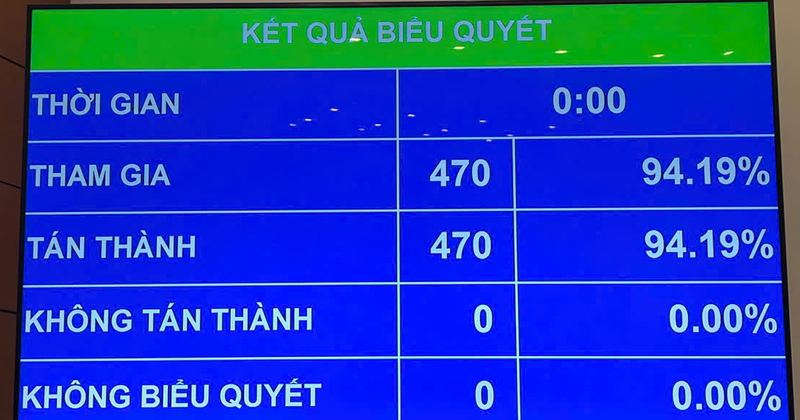 KẾT QUẢ BIỂU QUYẾT
THỜI GIAN 0:00
THAM GIA 470 94.19%
TÁN THÀNH 470 94.19%
KHÔNG TÁN THÀNH 0 0.00%
KHÔNG BIỂU QUYẾT 0 0.00%